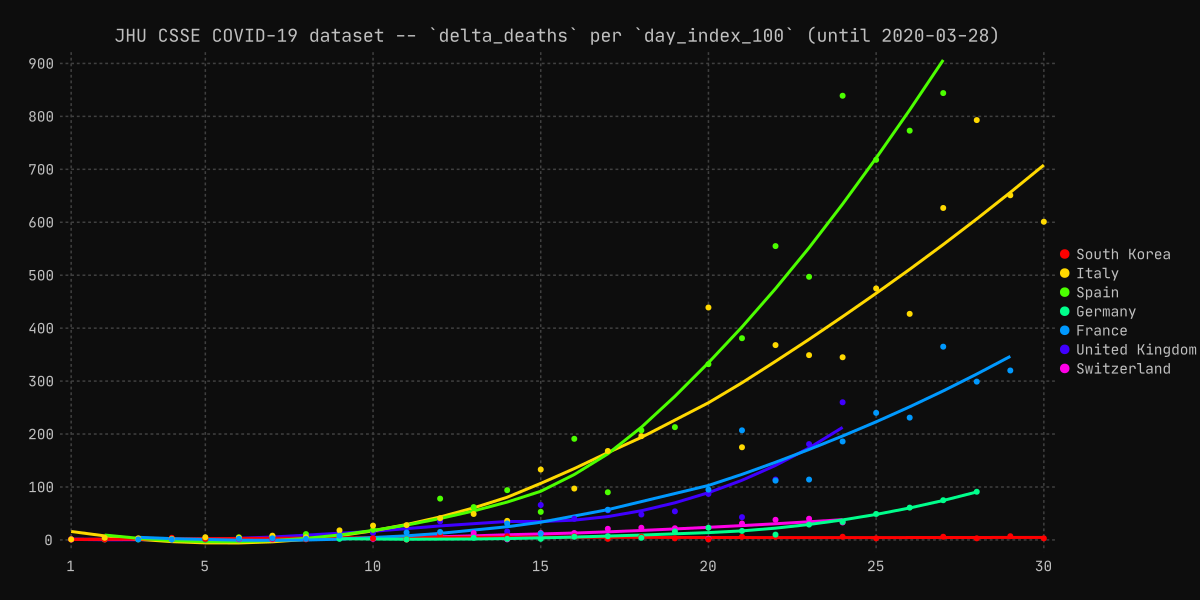 JHU CSSE COVID-19 dataset -- `delta_deaths` per `day_index_100` (until 2020-03-28)
900
800
700
600
500
400
300
200
100
0
1 5 10 15 20 25 30
South Korea
Italy
Spain
Germany
France
United Kingdom
Switzerland